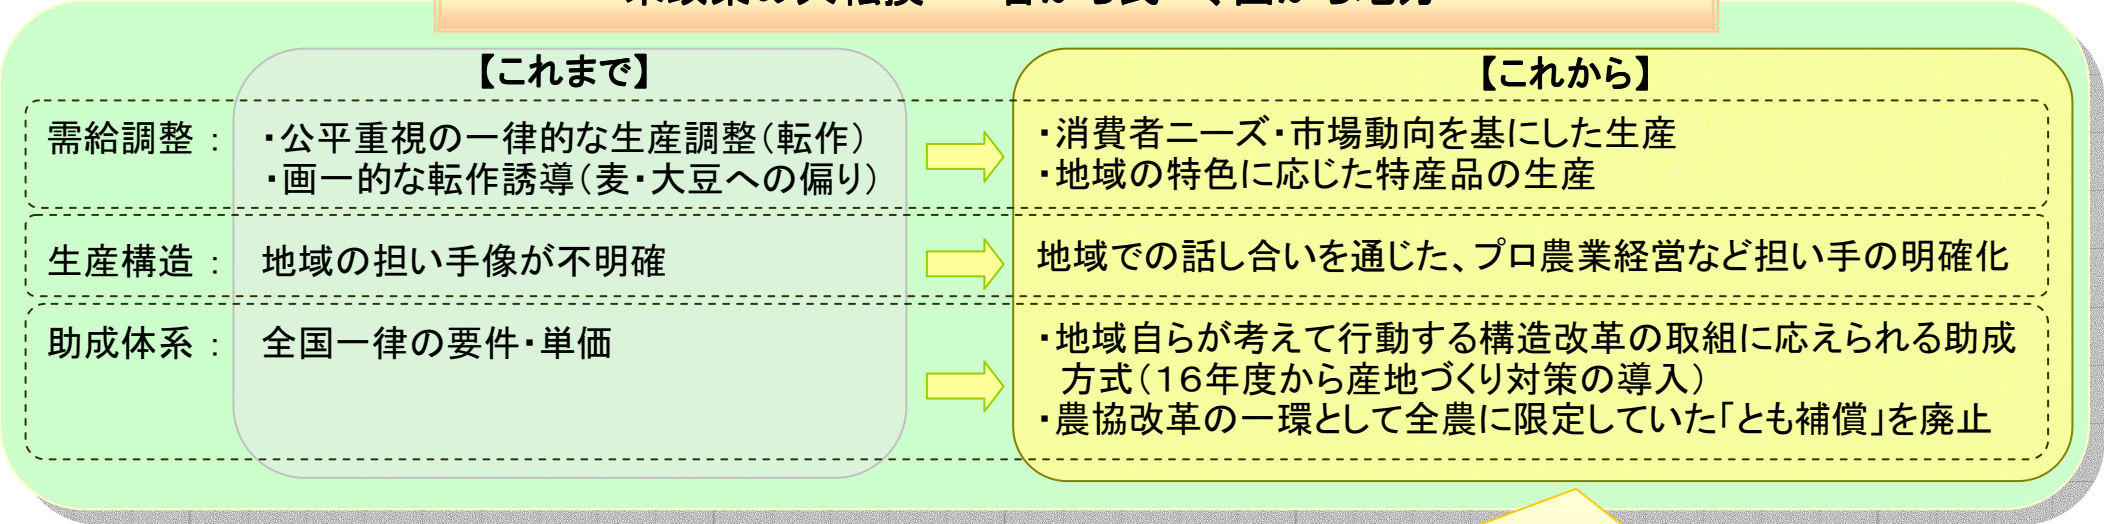 【これまで】
【これから】
需給調整：
・公平重視の一律的な生産調整（転作）
・画一的な転作誘導（麦・大豆への偏り）
・消費者ニーズ・市場動向を基にした生産
・地域の特色に応じた特産品の生産
生産構造：
地域の担い手像が不明確
地域での話し合いを通じた、プロ農業経営など担い手の明確化
助成体系：
全国一律の要件・単価
・地域自らが考えて行動する構造改革の取組に応えられる助成
方式（１６年度から産地づくり対策の導入）
・農協改革の一環として全農に限定していた「とも補償」を廃止